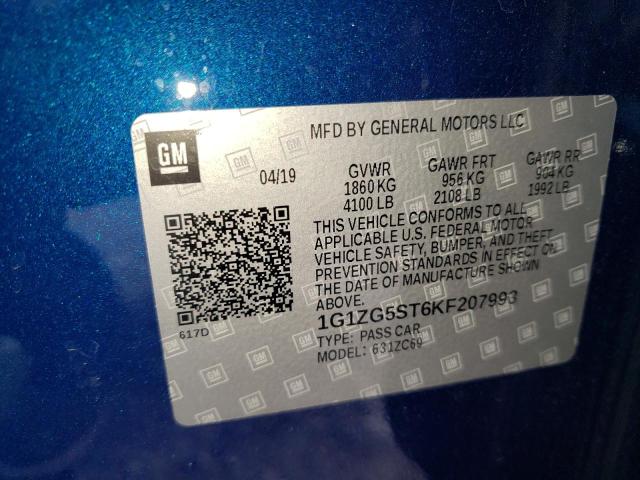 GM
MFD BY GENERAL MOTORS LLC
04/19
GVWR GAWR FRT GAWR RR
1860 KG 956 KG 904 KG
4100 LB 2108 LB 1992 LB
THIS VEHICLE CONFORMS TO ALL
APPLICABLE U.S. FEDERAL MOTOR
VEHICLE SAFETY, BUMPER, AND THEFT
PREVENTION STANDARDS IN EFFECT ON
THE DATE OF MANUFACTURE SHOWN
ABOVE.
617D
1G1ZG5ST6KF207993
TYPE: PASS CAR
MODEL: 631ZC69